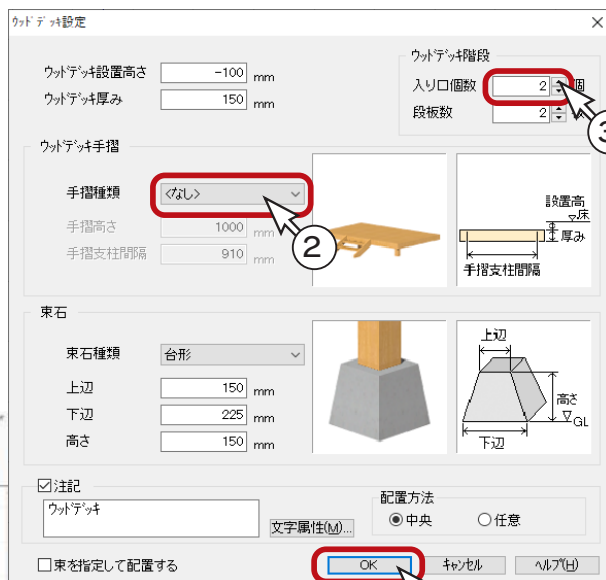 ウッドデッキ設定 ×
ウッドデッキ設置高さ -100 mm
ウッドデッキ厚み 150 mm
ウッドデッキ階段
入り口個数 2 個
段板数 2
③
ウッドデッキ手摺
手摺種類 <なし>
手摺高さ 1000 mm
手摺支柱間隔 910 mm
②
設置高
▽床
厚み
手摺支柱間隔
束石
束石種類 台形
上辺 150 mm
下辺 225 mm
高さ 150 mm
上辺
高さ
▽GL
下辺
注記
ウッドデッキ
文字属性(M)...
配置方法
中央 任意
束を指定して配置する
OK キャンセル ヘルプ(H)